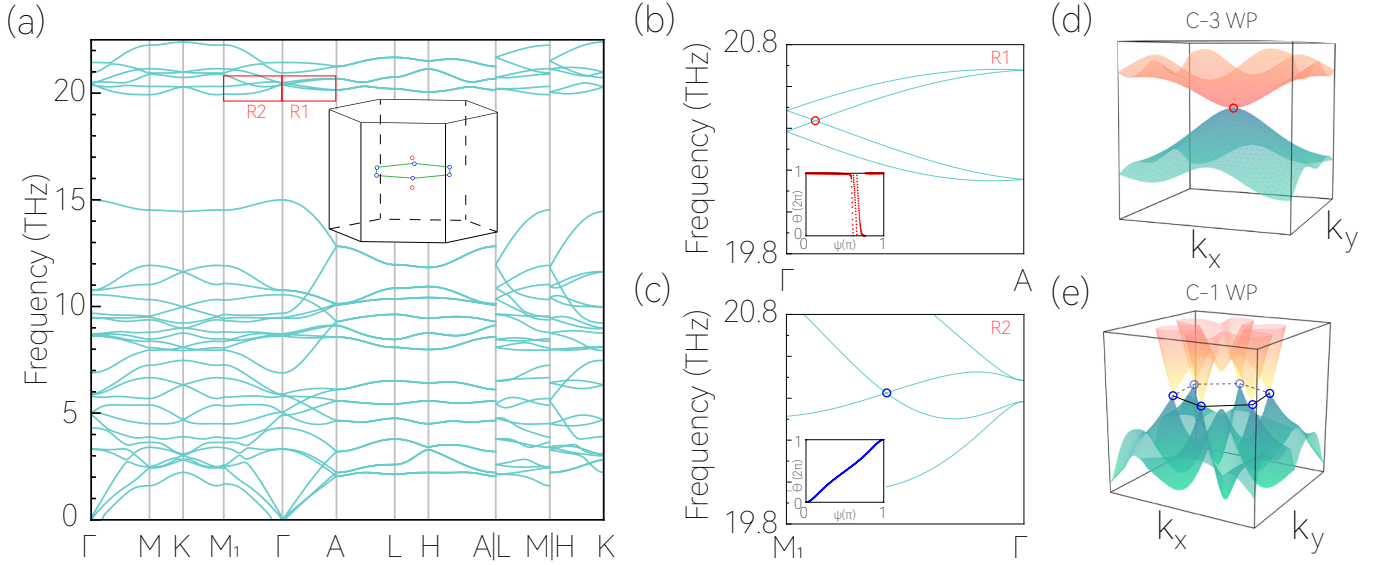 (a)
Frequency (THz)
20
15
10
5
0
R2
R1
Γ
M
K
M₁
Γ
A
L
H
A|L
M|H
K
(b)
Frequency (THz)
20.8
19.8
R1
1
θ(2π)
0
0
ψ(π)
1
Γ
A
(c)
Frequency (THz)
20.8
19.8
R2
1
θ(2π)
0
0
ψ(π)
1
M₁
Γ
(d)
C-3 WP
kₓ
k_y
(e)
C-1 WP
kₓ
k_y